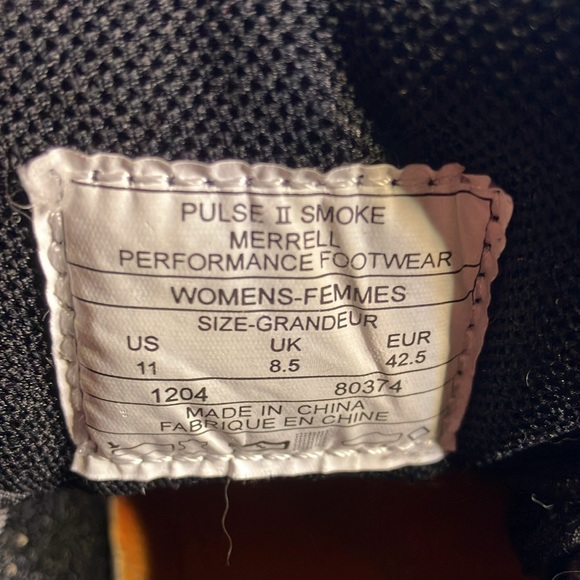 PULSE II SMOKE
MERRELL
PERFORMANCE FOOTWEAR
WOMENS-FEMMES
SIZE-GRANDEUR
US UK EUR
11 8.5 42.5
1204 80374
MADE IN CHINA
FABRIQUE EN CHINE